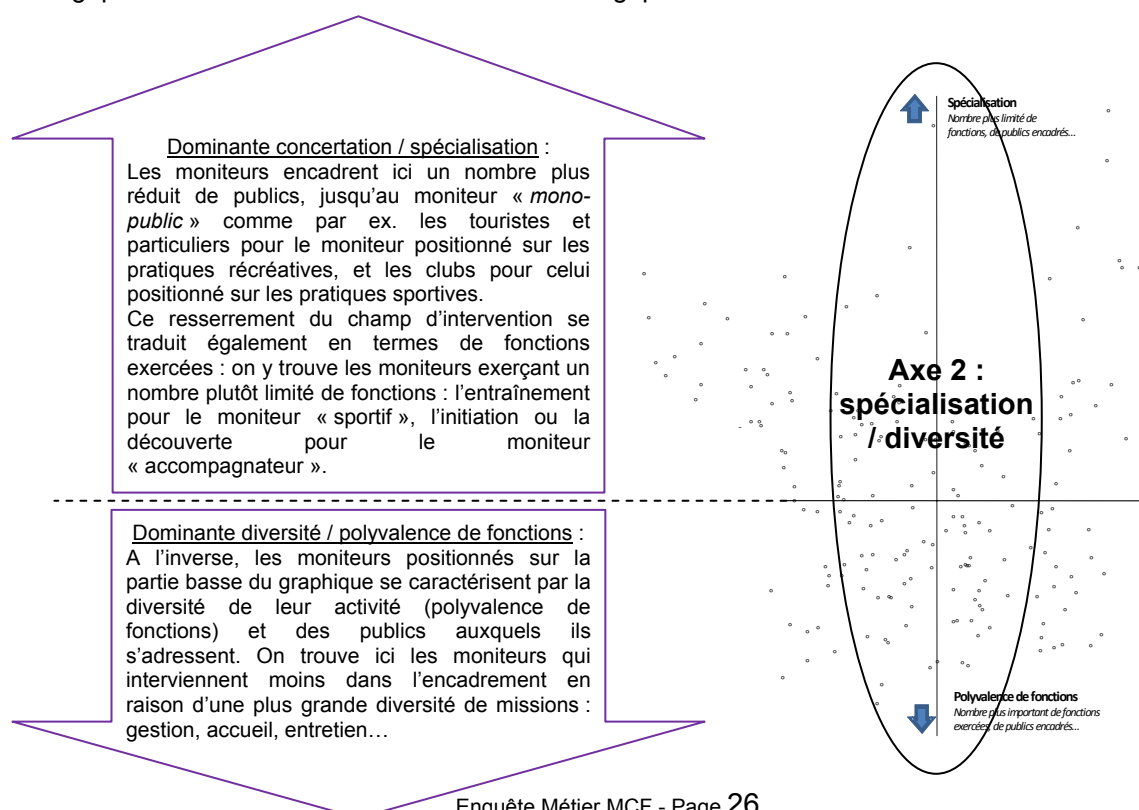 Dominante concertation / spécialisation :
Les moniteurs encadrent ici un nombre plus
réduit de publics, jusqu'au moniteur « mono-
public » comme par ex. les touristes et
particuliers pour le moniteur positionné sur les
pratiques récréatives, et les clubs pour celui
positionné sur les pratiques sportives.
Ce resserrement du champ d'intervention se
traduit également en termes de fonctions
exercées : on y trouve les moniteurs exerçant un
nombre plutôt limité de fonctions : l'entraînement
pour le moniteur « sportif », l'initiation ou la
découverte pour le moniteur
« accompagnateur ».
Dominante diversité / polyvalence de fonctions :
A l'inverse, les moniteurs positionnés sur la
partie basse du graphique se caractérisent par la
diversité de leur activité (polyvalence de
fonctions) et des publics auxquels ils
s'adressent. On trouve ici les moniteurs qui
interviennent moins dans l'encadrement en
raison d'une plus grande diversité de missions :
gestion, accueil, entretien…
Spécialisation
Nombre plus limité de
fonctions, de publics encadrés…
Axe 2 :
spécialisation
/ diversité
Polyvalence de fonctions
Nombre plus important de fonctions
exercées, de publics encadrés…
Enquête Métier MCF - Page 26